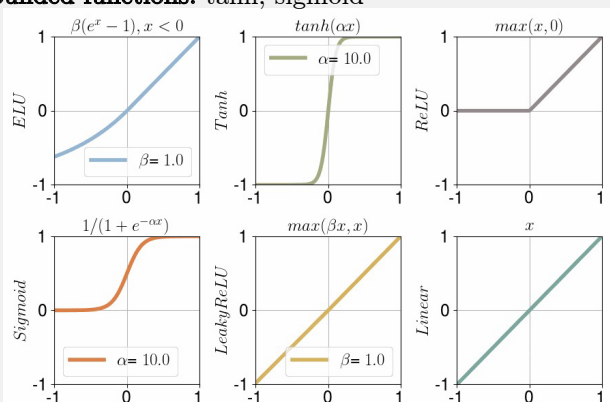 functions: tanh, sigmoid
β(e^x − 1), x < 0
tanh(αx)
max(x, 0)
1
0
-1
-1 0 1
ELU
β= 1.0
1
0
-1
-1 0 1
Tanh
α= 10.0
1
0
-1
-1 0 1
ReLU
1/(1 + e^{−αx})
max(βx, x)
x
1
0
-1
-1 0 1
Sigmoid
α= 10.0
1
0
-1
-1 0 1
LeakyReLU
β= 1.0
1
0
-1
-1 0 1
Linear